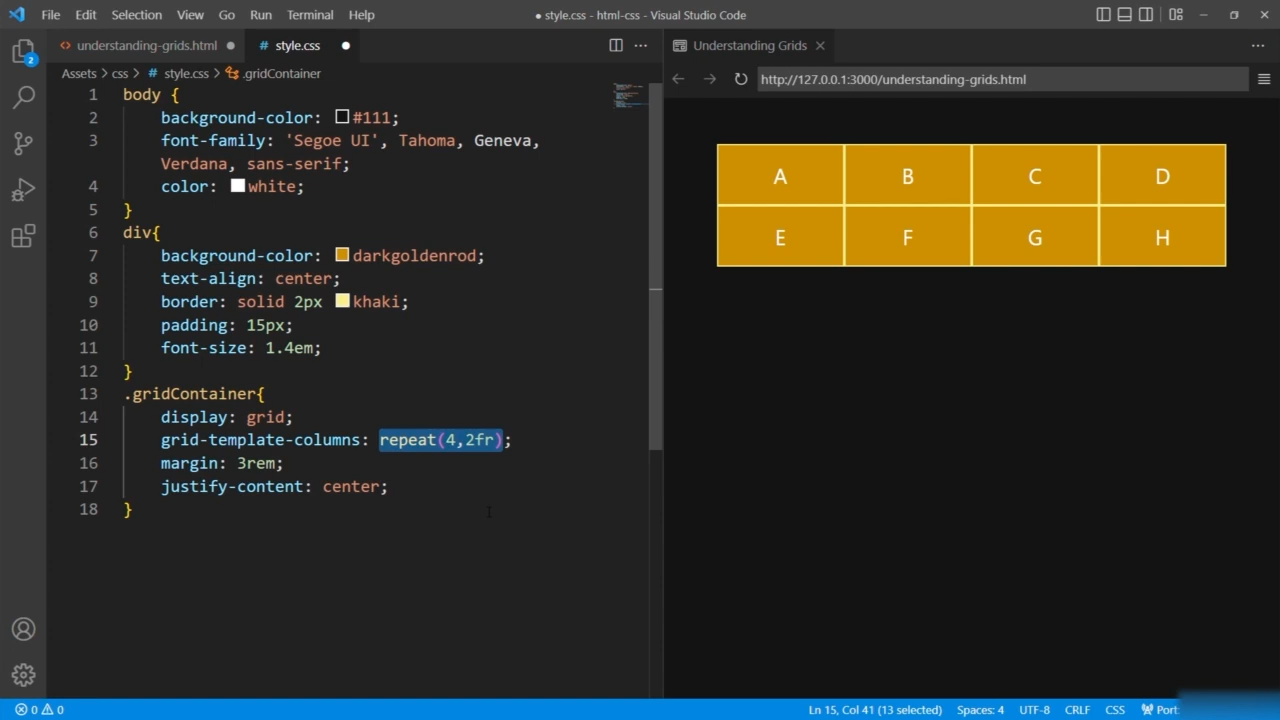 File Edit Selection View Go Run Terminal Help ● style.css - html-css - Visual Studio Code
understanding-grids.html # style.css Understanding Grids
Assets > css > # style.css > .gridContainer
http://127.0.0.1:3000/understanding-grids.html
2
1 body {
2 background-color: #111;
3 font-family: 'Segoe UI', Tahoma, Geneva,
Verdana, sans-serif;
4 color: white;
5 }
6 div{
7 background-color: darkgoldenrod;
8 text-align: center;
9 border: solid 2px khaki;
10 padding: 15px;
11 font-size: 1.4em;
12 }
13 .gridContainer{
14 display: grid;
15 grid-template-columns: repeat(4,2fr);
16 margin: 3rem;
17 justify-content: center;
18 }
A B C D
E F G H
0 0 Ln 15, Col 41 (13 selected) Spaces: 4 UTF-8 CRLF CSS Port: